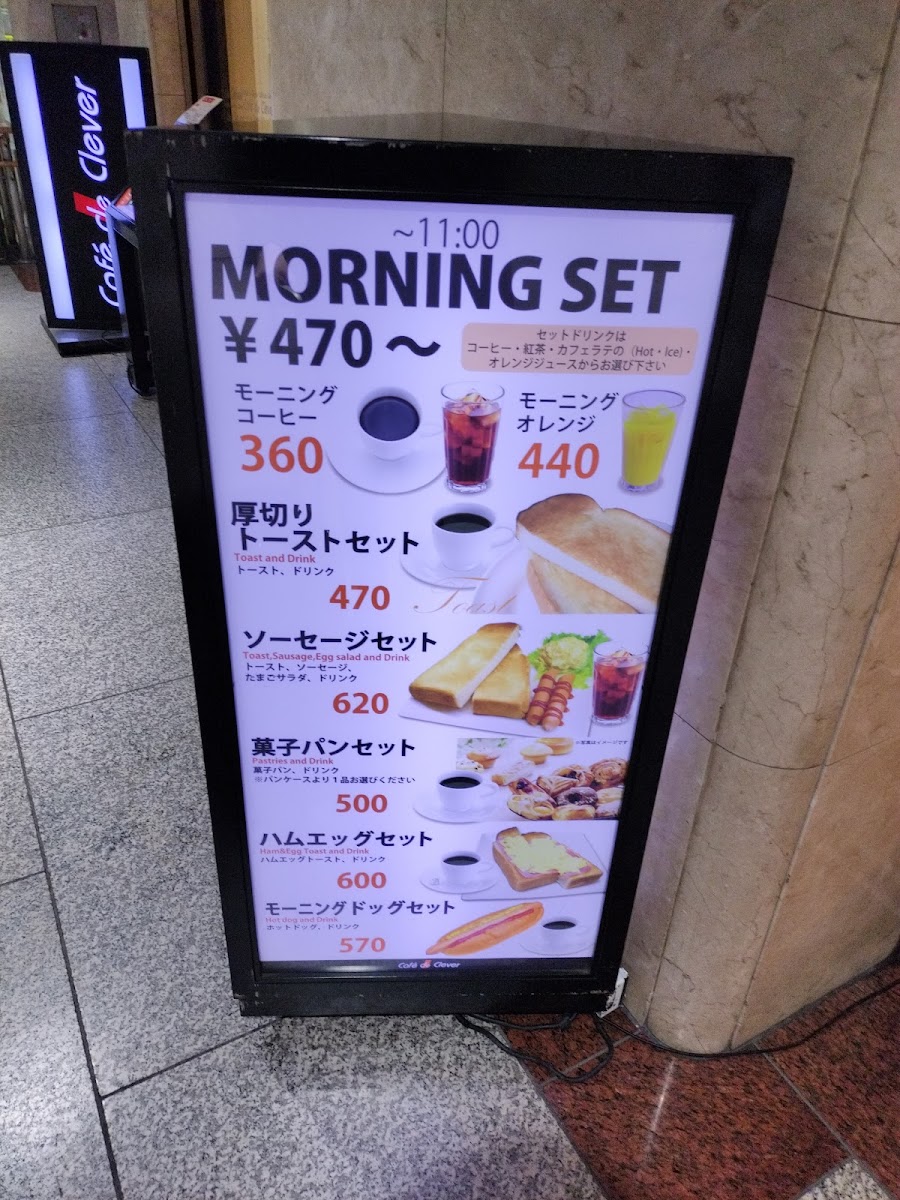 Café de Clever
~11:00
MORNING SET
¥470~
セットドリンクは
コーヒー・紅茶・カフェラテの（Hot・Ice）・
オレンジジュースからお選び下さい
モーニング
コーヒー
360
モーニング
オレンジ
440
厚切り
トーストセット
Toast and Drink
トースト、ドリンク
470
Toast
ソーセージセット
Toast,Sausage,Egg salad and Drink
トースト、ソーセージ、
たまごサラダ、ドリンク
620
※写真はイメージです
菓子パンセット
Pastries and Drink
菓子パン、ドリンク
※パンケースより1品お選びください
500
ハムエッグセット
Ham&Egg Toast and Drink
ハムエッグトースト、ドリンク
600
モーニングドッグセット
Hot dog and Drink
ホットドッグ、ドリンク
570
Café de Clever